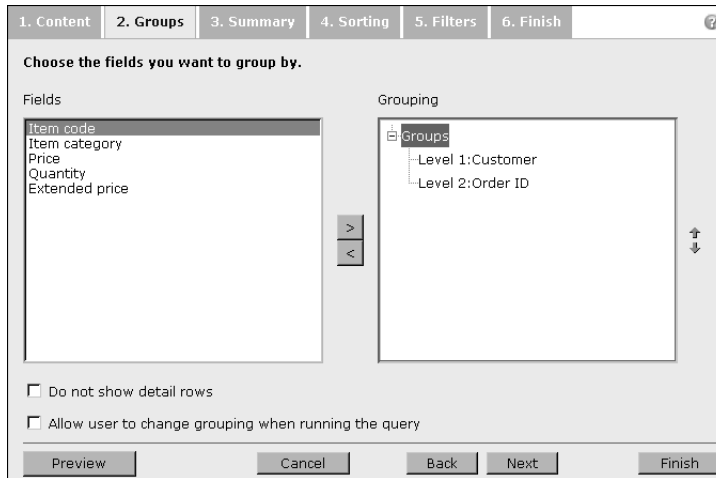 1. Content 2. Groups 3. Summary 4. Sorting 5. Filters 6. Finish ?
Choose the fields you want to group by.
Fields Grouping
Item code
Item category
Price
Quantity
Extended price
Groups
Level 1:Customer
Level 2:Order ID
>
<
Do not show detail rows
Allow user to change grouping when running the query
Preview Cancel Back Next Finish